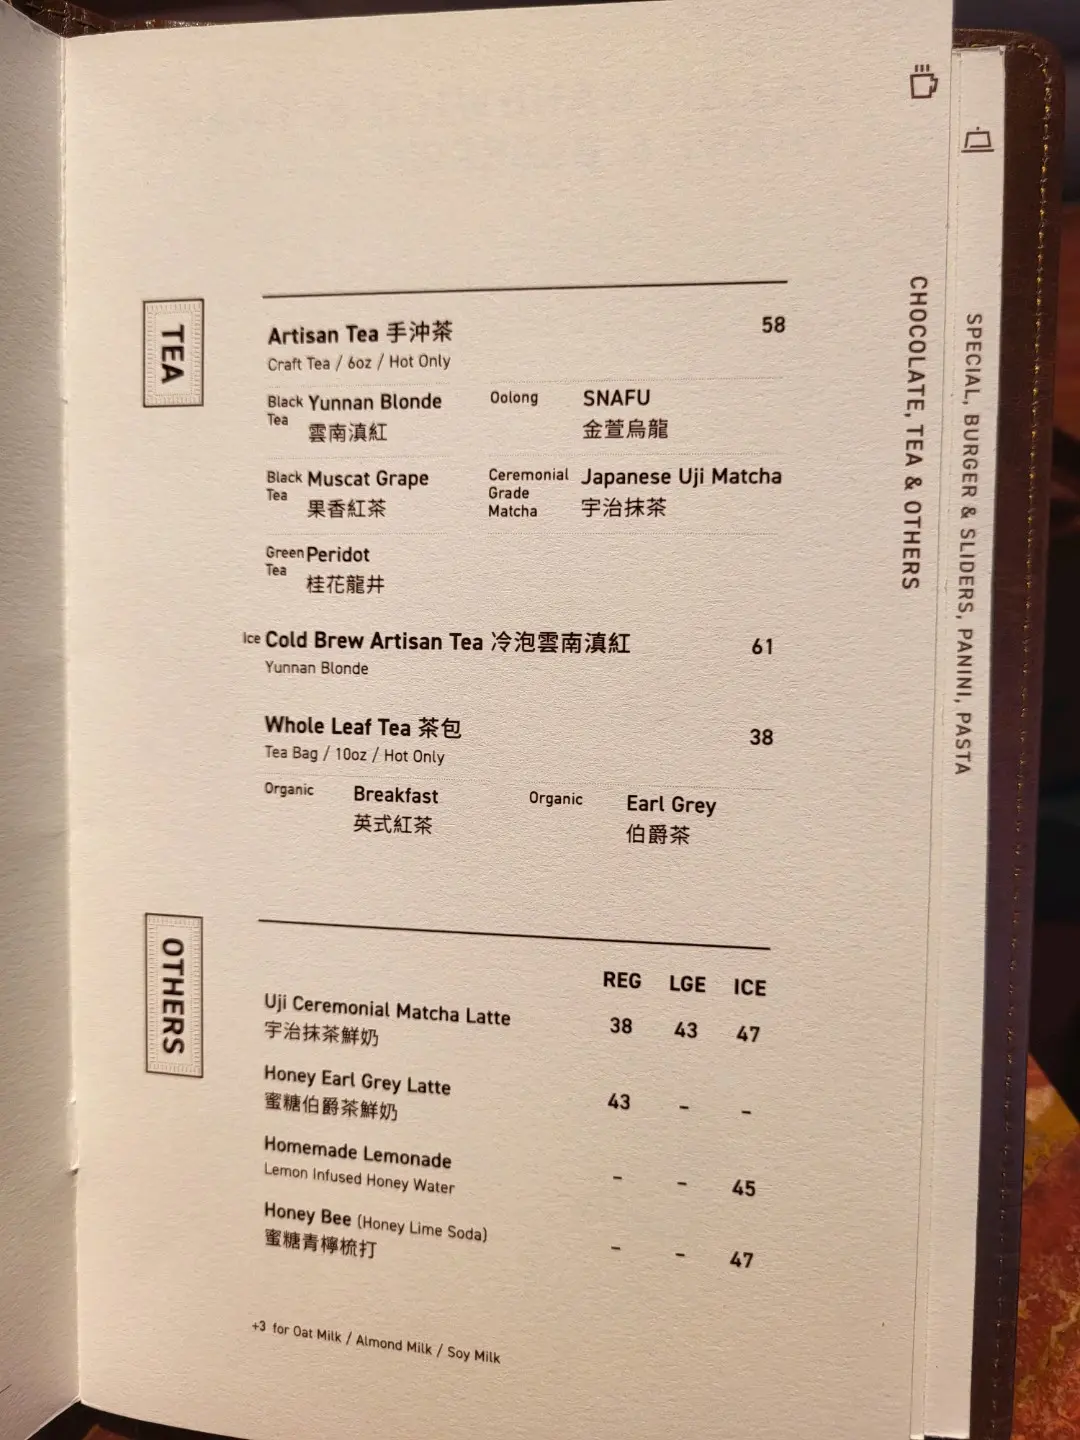 TEA
Artisan Tea 手沖茶 58
Craft Tea / 6oz / Hot Only
Black Tea Yunnan Blonde
雲南滇紅
Oolong SNAFU
金萱烏龍
Black Tea Muscat Grape
果香紅茶
Ceremonial Grade Matcha Japanese Uji Matcha
宇治抹茶
Green Tea Peridot
桂花龍井
Ice Cold Brew Artisan Tea 冷泡雲南滇紅 61
Yunnan Blonde
Whole Leaf Tea 茶包 38
Tea Bag / 10oz / Hot Only
Organic Breakfast
英式紅茶
Organic Earl Grey
伯爵茶
OTHERS
REG LGE ICE
Uji Ceremonial Matcha Latte 38 43 47
宇治抹茶鮮奶
Honey Earl Grey Latte 43 - -
蜜糖伯爵茶鮮奶
Homemade Lemonade - - 45
Lemon Infused Honey Water
Honey Bee (Honey Lime Soda) - - 47
蜜糖青檸梳打
+3 for Oat Milk / Almond Milk / Soy Milk
CHOCOLATE, TEA & OTHERS
SPECIAL, BURGER & SLIDERS, PANINI, PASTA